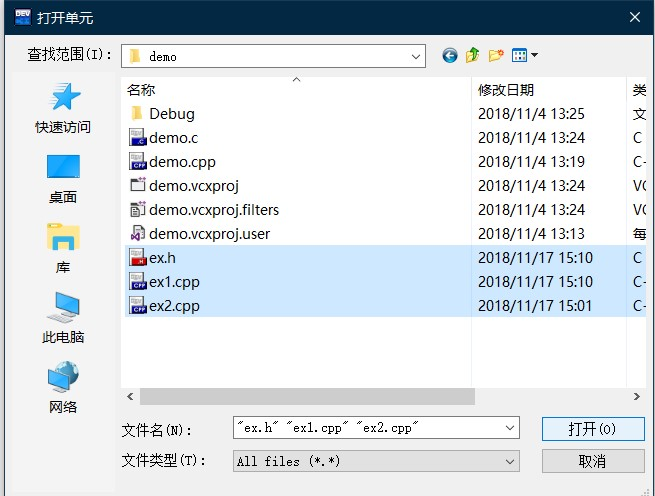 DEV
打开单元
查找范围(I):
demo
快速访问
桌面
库
此电脑
网络
名称 修改日期 类
Debug 2018/11/4 13:25 文
demo.c 2018/11/4 13:24 C
demo.cpp 2018/11/4 13:19 C-
demo.vcxproj 2018/11/4 13:24 VC
demo.vcxproj.filters 2018/11/4 13:24 VC
demo.vcxproj.user 2018/11/4 13:13 每
ex.h 2018/11/17 15:10 C
ex1.cpp 2018/11/17 15:10 C-
ex2.cpp 2018/11/17 15:01 C-
文件名(N): "ex.h" "ex1.cpp" "ex2.cpp" 打开(O)
文件类型(T): All files (*.*) 取消